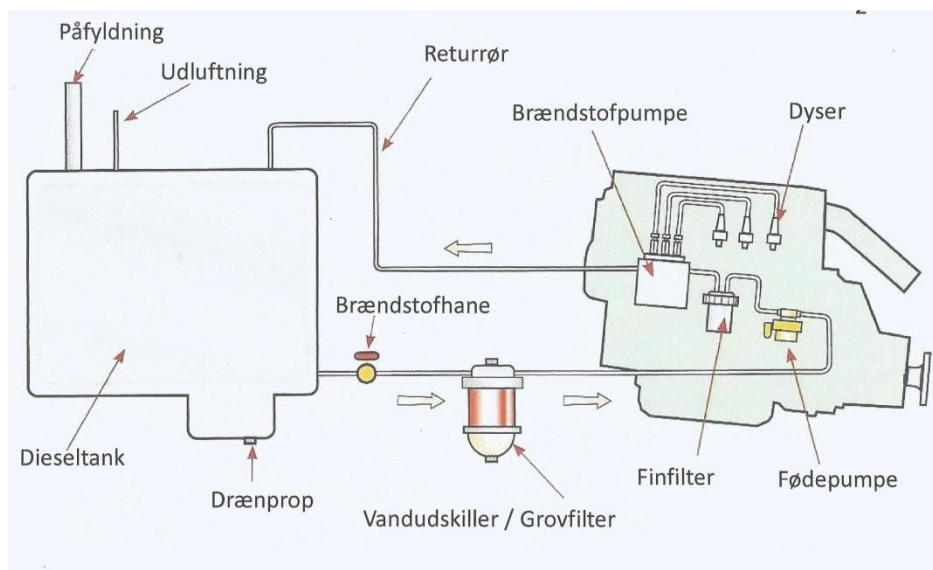 Påfyldning
Udluftning
Returrør
Brændstofpumpe
Dyser
Brændstofhane
Dieseltank
Drænprop
Vandudskiller / Grovfilter
Finfilter
Fødepumpe